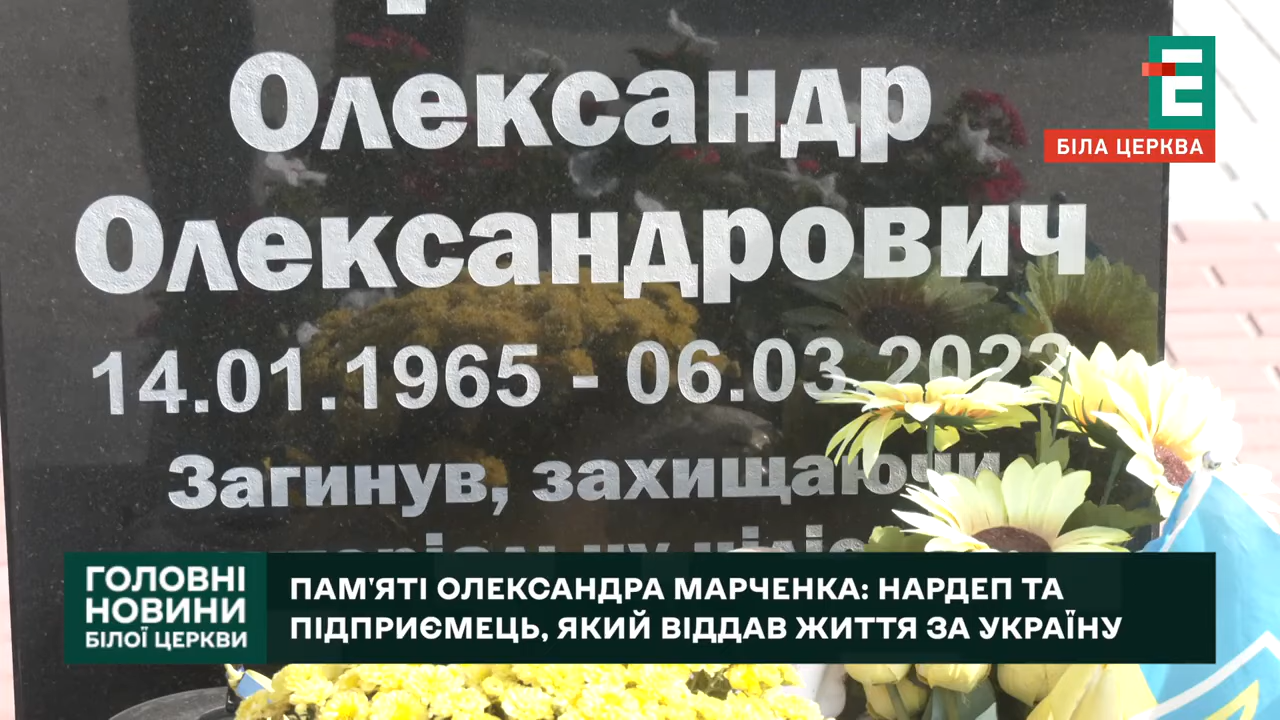 Олександр
Олександрович
14.01.1965 - 06.03.2022
Загинув, захищаючи
БІЛА ЦЕРКВА
ГОЛОВНІ
НОВИНИ
БІЛОЇ ЦЕРКВИ
ПАМ'ЯТІ ОЛЕКСАНДРА МАРЧЕНКА: НАРДЕП ТА
ПІДПРИЄМЕЦЬ, ЯКИЙ ВІДДАВ ЖИТТЯ ЗА УКРАЇНУ